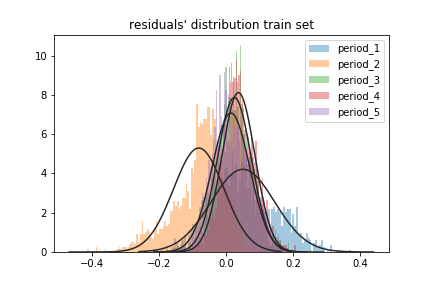 residuals' distribution train set
10
8
6
4
2
0
−0.4
−0.2
0.0
0.2
0.4
period_1
period_2
period_3
period_4
period_5